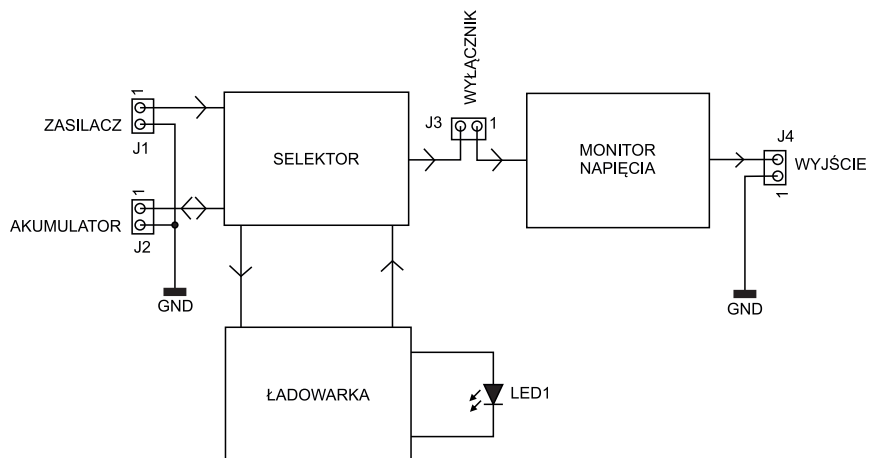 WYŁĄCZNIK
1
ZASILACZ
J1
SELEKTOR
J3
1
MONITOR
NAPIĘCIA
J4
WYJŚCIE
1
1
AKUMULATOR
J2
GND
GND
ŁADOWARKA
LED1